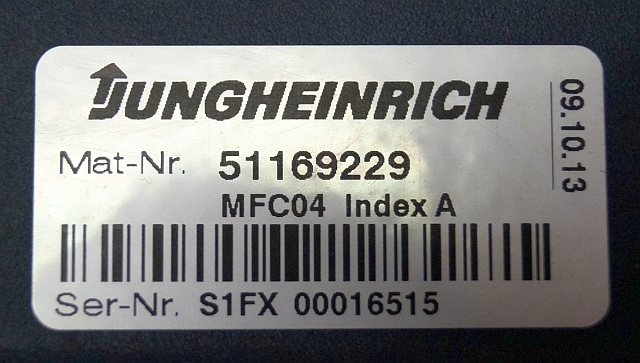 JUNGHEINRICH
Mat-Nr. 51169229
MFC04 Index A
Ser-Nr. S1FX 00016515
09.10.13